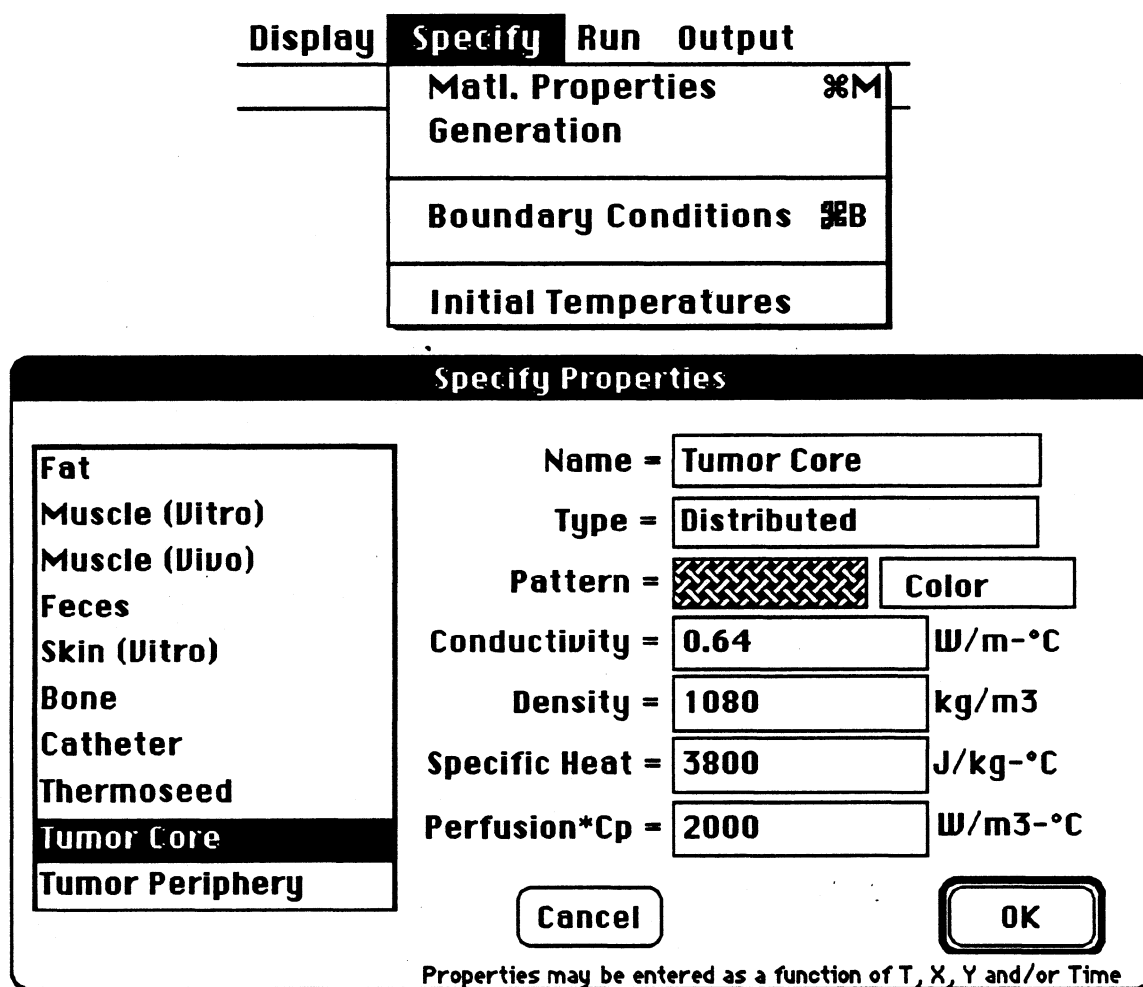 Display Specify Run Output
Matl. Properties ⌘M
Generation
Boundary Conditions ⌘B
Initial Temperatures
Specify Properties
Fat
Muscle (Vitro)
Muscle (Vivo)
Feces
Skin (Vitro)
Bone
Catheter
Thermoseed
Tumor Core
Tumor Periphery
Name = Tumor Core
Type = Distributed
Pattern = Color
Conductivity = 0.64 W/m-°C
Density = 1080 kg/m3
Specific Heat = 3800 J/kg-°C
Perfusion*Cp = 2000 W/m3-°C
Cancel OK
Properties may be entered as a function of T, X, Y and/or Time